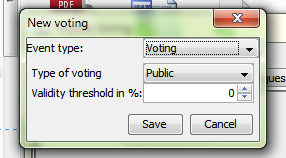 PDF
New voting
Event type: Voting
Type of voting Public
Validity threshold in %: 0
Save Cancel